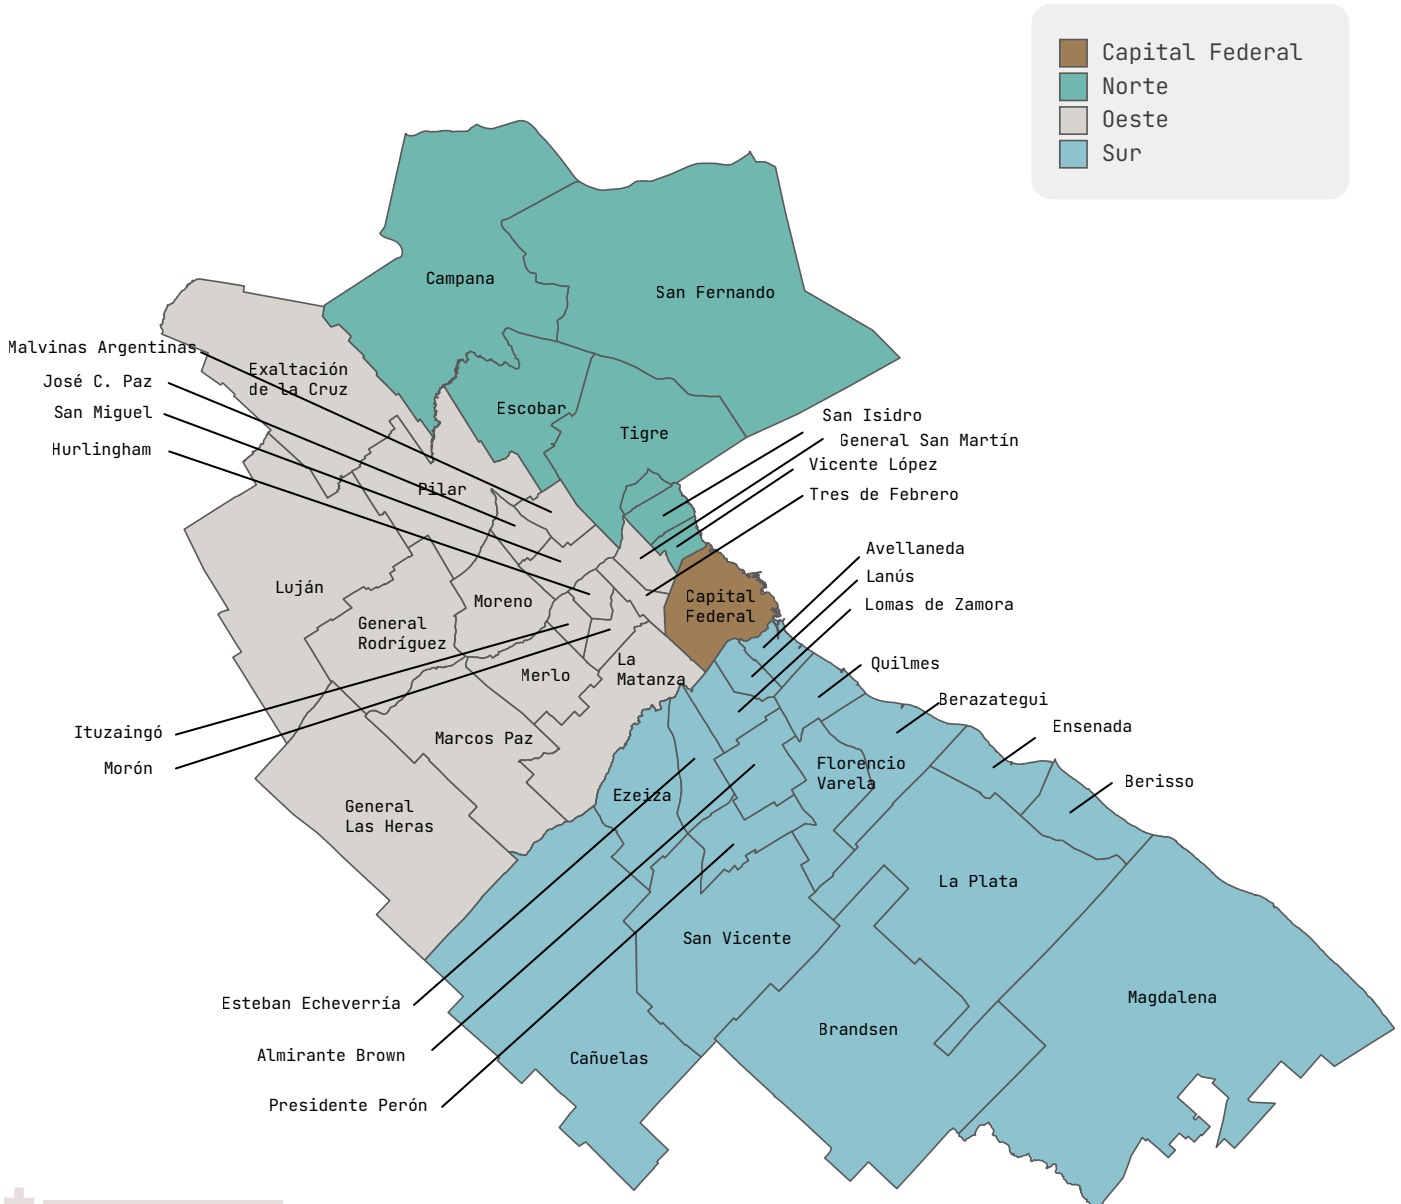 Capital Federal
Norte
Oeste
Sur
Campana
San Fernando
Malvinas Argentinas
Exaltación
de la Cruz
José C. Paz
San Miguel
Hurlingham
Escobar
Tigre
San Isidro
General San Martín
Vicente López
Tres de Febrero
Pilar
Avellaneda
Lanús
Lomas de Zamora
Luján
Moreno
Capital
Federal
General
Rodríguez
La
Matanza
Merlo
Quilmes
Berazategui
Ensenada
Berisso
Ituzaingó
Morón
Marcos Paz
Florencio
Varela
Ezeiza
General
Las Heras
La Plata
San Vicente
Magdalena
Esteban Echeverría
Brandsen
Almirante Brown
Cañuelas
Presidente Perón